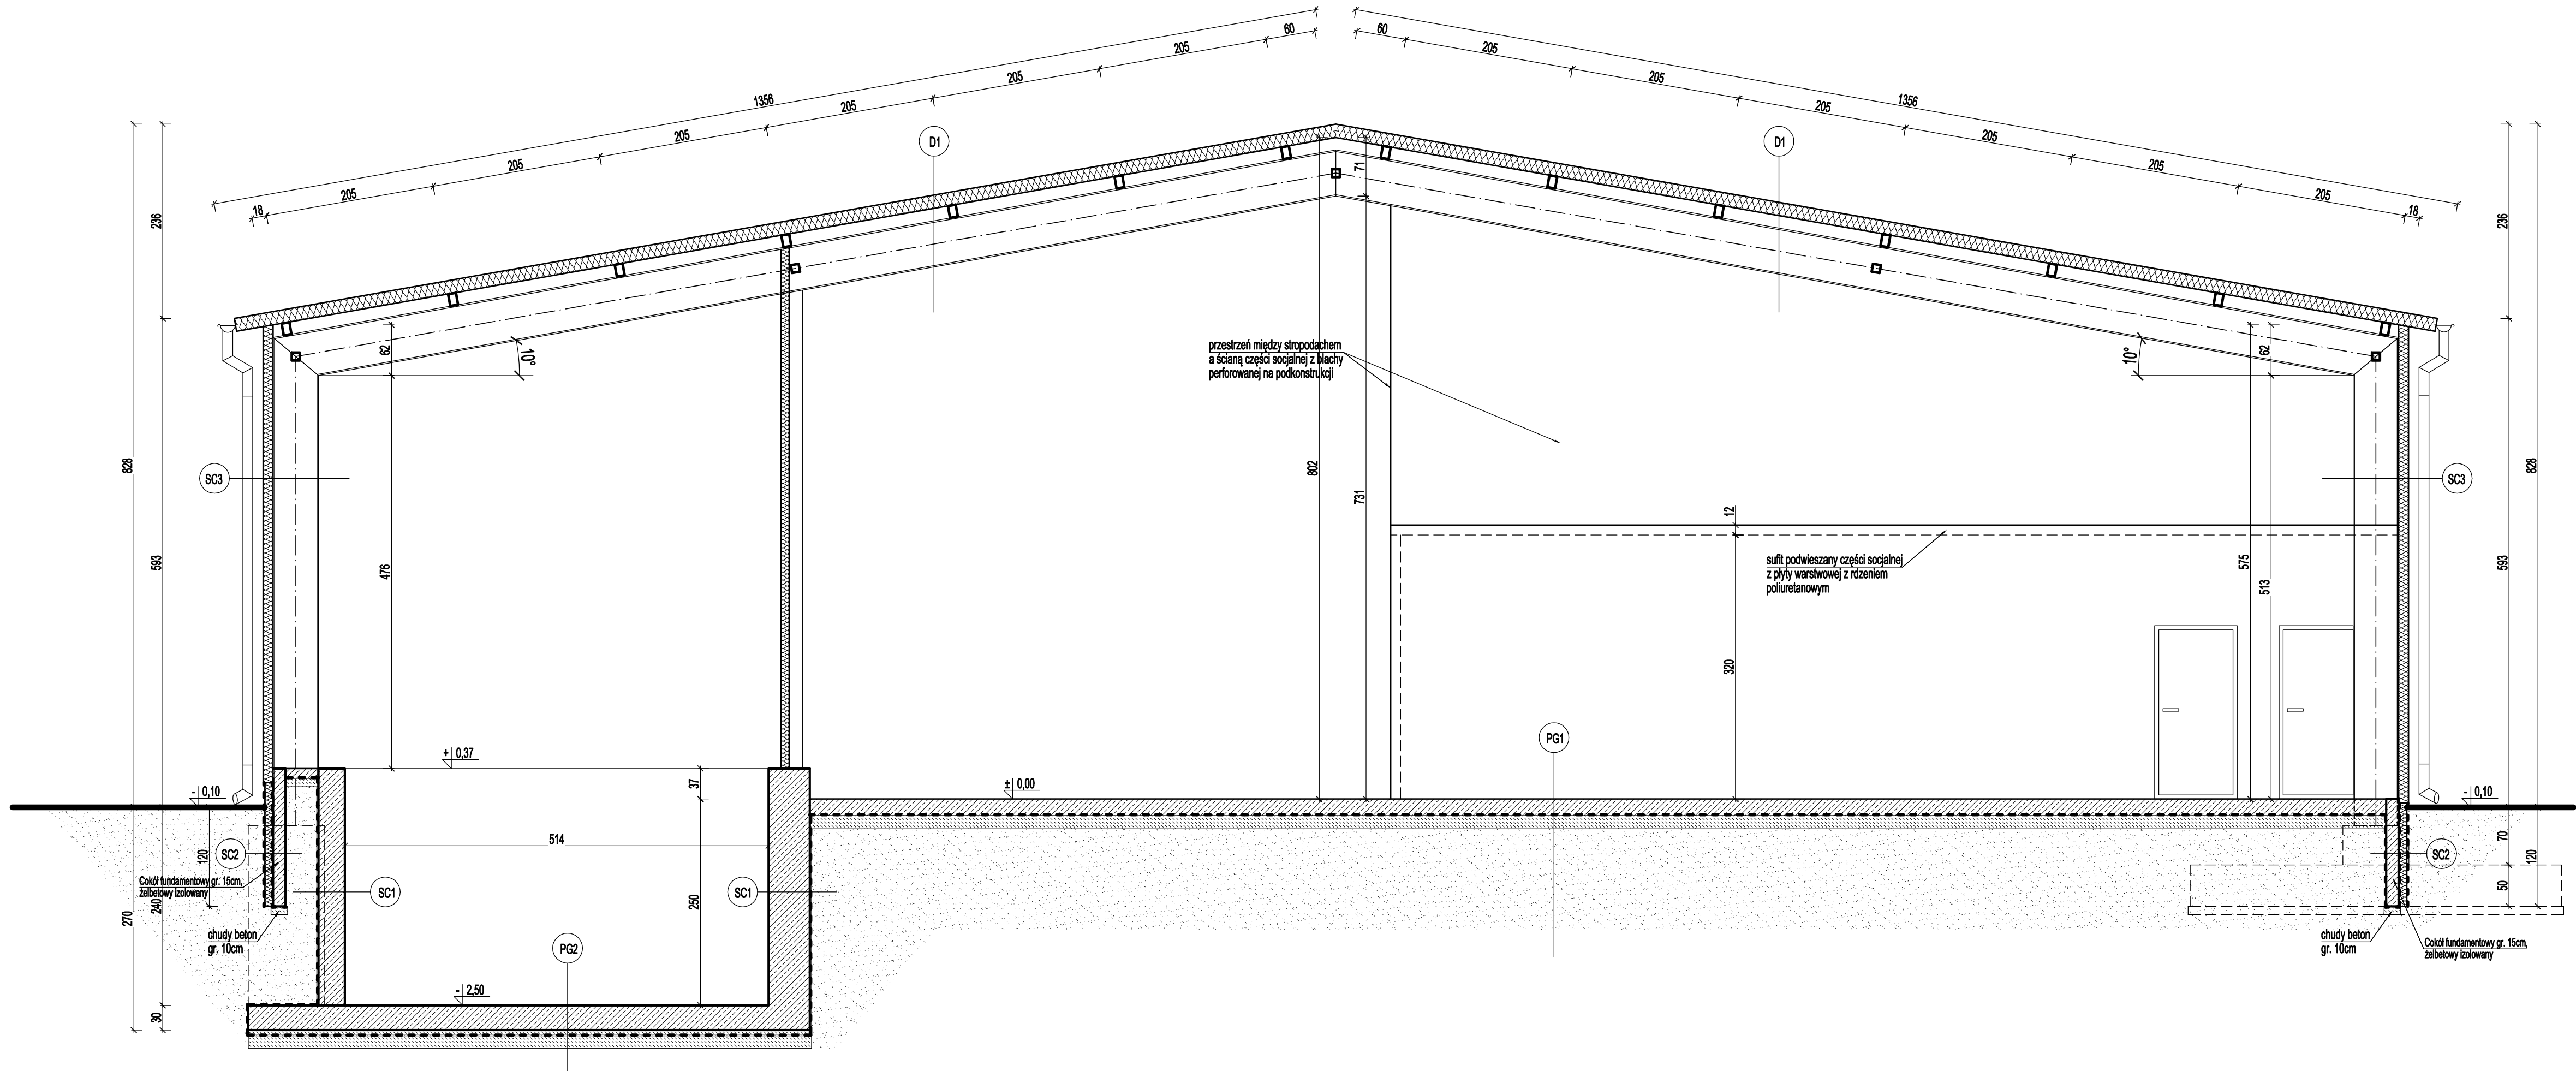 60
205
205
205
205
205
205
18
1356
60
205
205
205
205
205
205
18
1356
D1
D1
236
828
593
270
240
30
236
828
593
70
120
50
71
802
731
62
10°
476
62
10°
575
513
12
320
przestrzeń między stropodachem
a ścianą części socjalnej z blachy
perforowanej na podkonstrukcji
sufit podwieszany części socjalnej
z płyty warstwowej z rdzeniem
poliuretanowym
SC3
SC3
PG1
+ 0,37
± 0,00
- 0,10
- 0,10
37
514
250
120
SC2
SC2
SC1
SC1
Cokół fundamentowy gr. 15cm,
żelbetowy izolowany
chudy beton
gr. 10cm
PG2
- 2,50
chudy beton
gr. 10cm
Cokół fundamentowy gr. 15cm,
żelbetowy izolowany